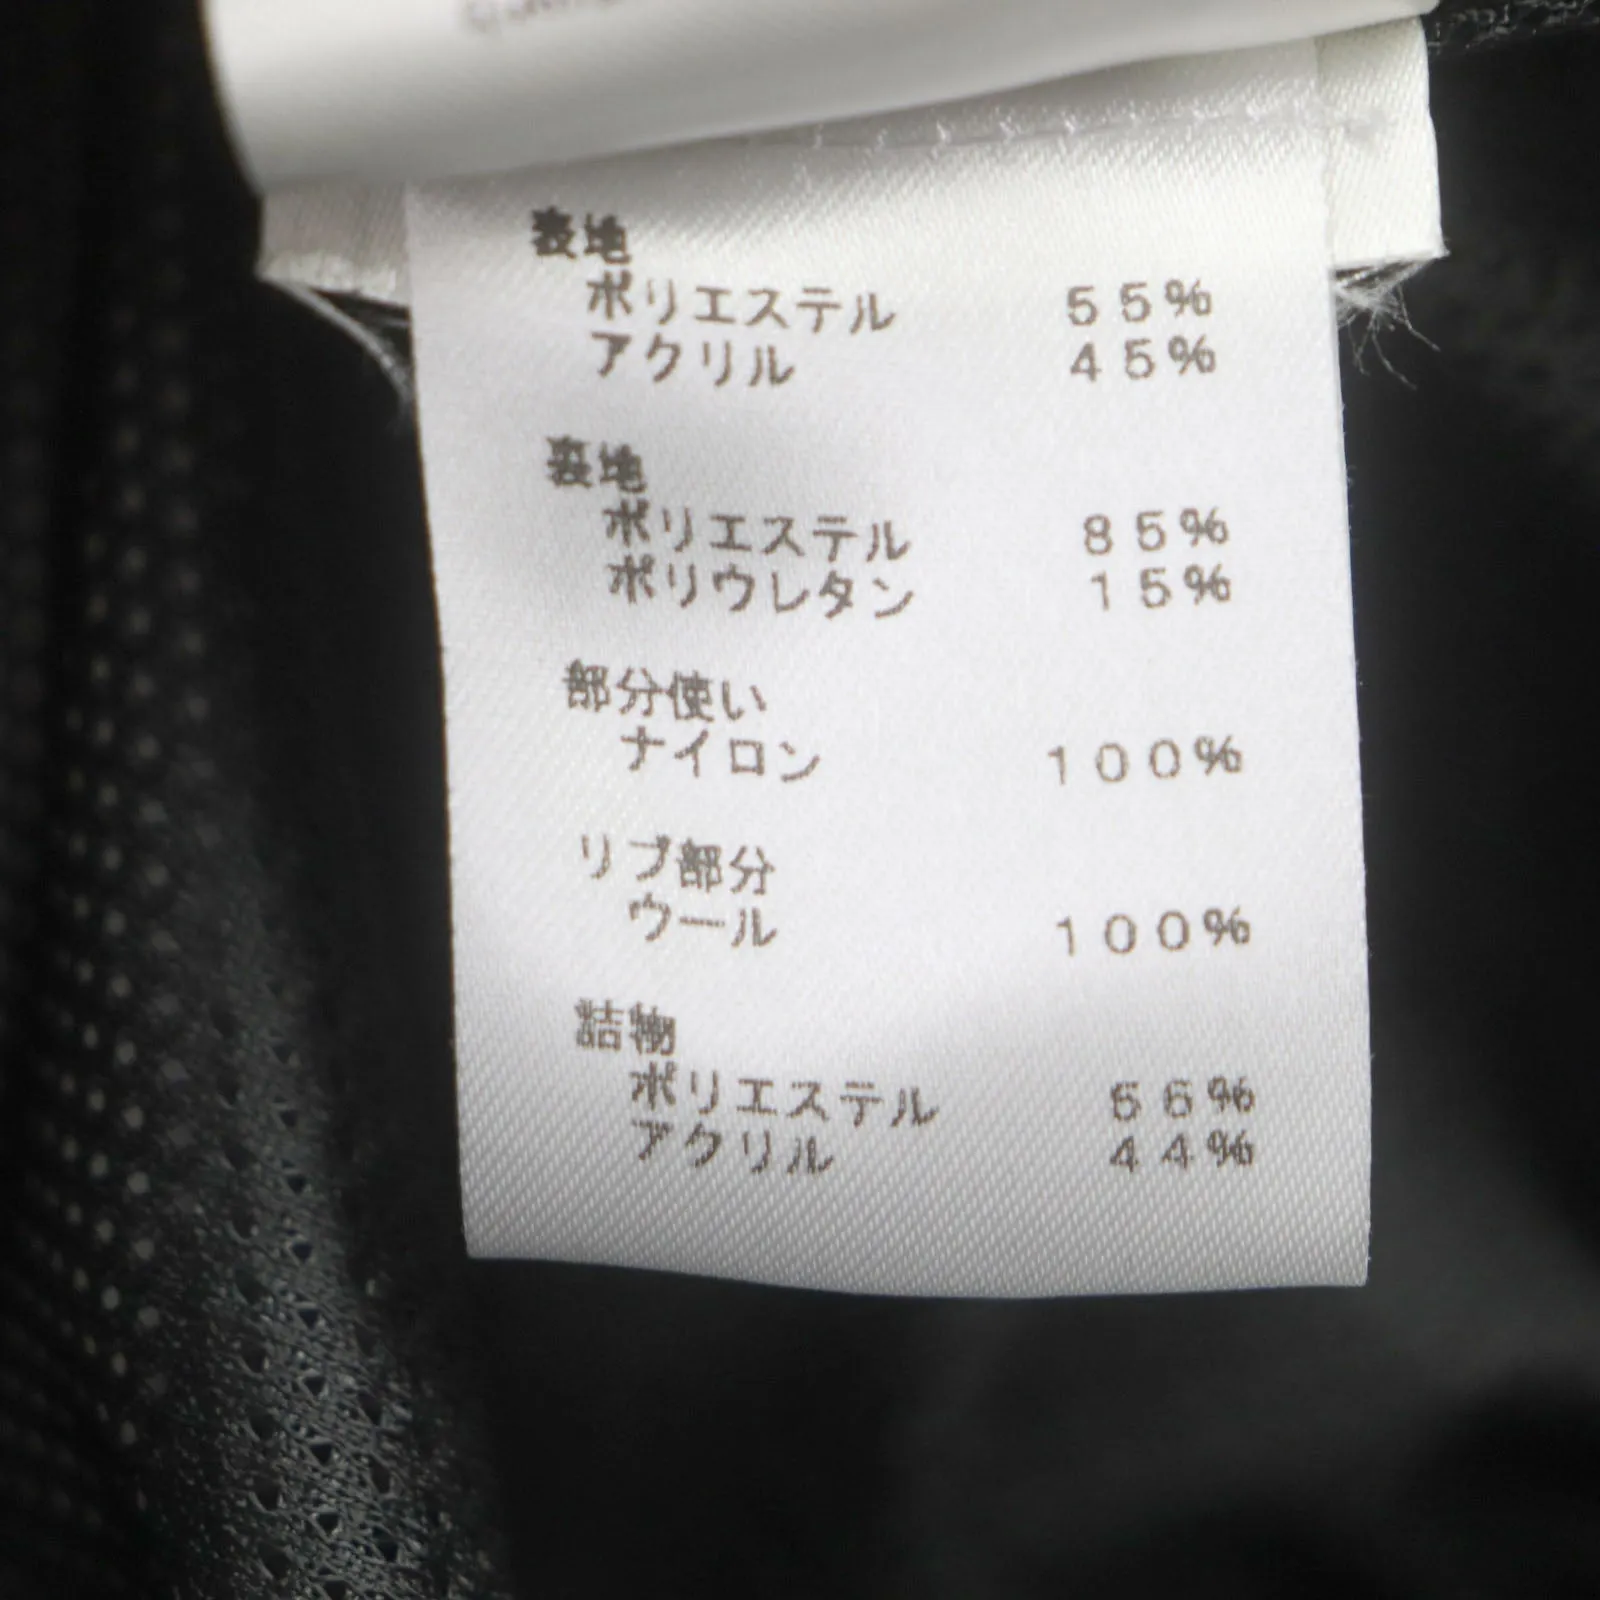 表地
ポリエステル 55%
アクリル 45%
裏地
ポリエステル 85%
ポリウレタン 15%
部分使い
ナイロン 100%
リブ部分
ウール 100%
詰物
ポリエステル 56%
アクリル 44%